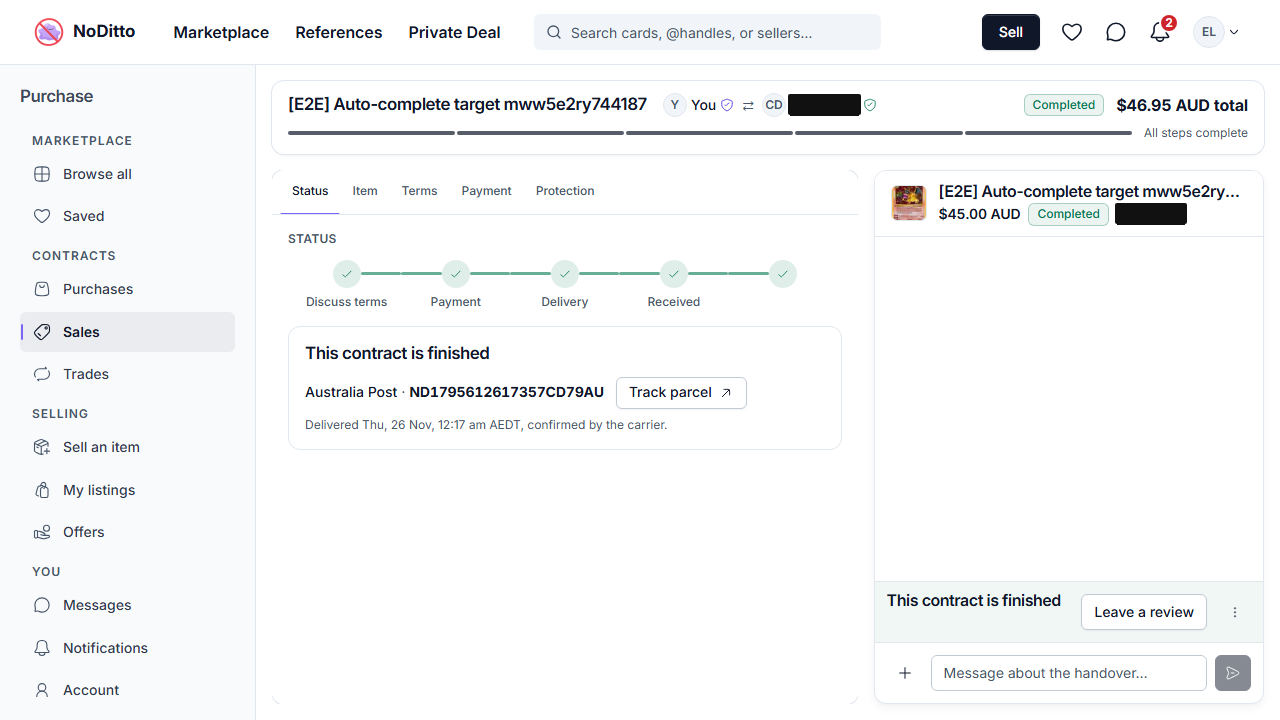 NoDitto
Marketplace
References
Private Deal
Search cards, @handles, or sellers...
Sell
2
EL
Purchase
MARKETPLACE
Browse all
Saved
CONTRACTS
Purchases
Sales
Trades
SELLING
Sell an item
My listings
Offers
YOU
Messages
Notifications
Account
[E2E] Auto-complete target mww5e2ry744187
Y You
CD
Completed
$46.95 AUD total
All steps complete
Status
Item
Terms
Payment
Protection
STATUS
Discuss terms
Payment
Delivery
Received
This contract is finished
Australia Post · ND1795612617357CD79AU
Track parcel
Delivered Thu, 26 Nov, 12:17 am AEDT, confirmed by the carrier.
[E2E] Auto-complete target mww5e2ry...
$45.00 AUD
Completed
This contract is finished
Leave a review
Message about the handover...